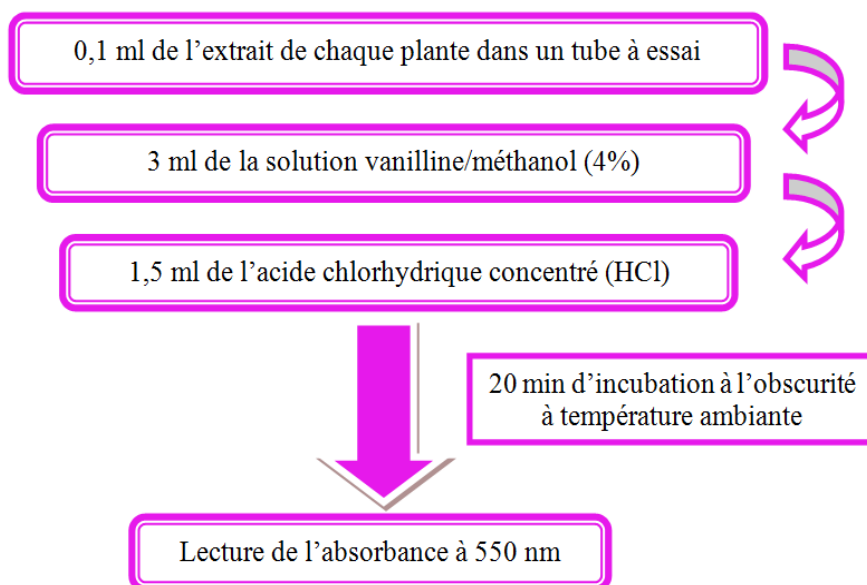 0,1 ml de l’extrait de chaque plante dans un tube à essai
3 ml de la solution vanilline/méthanol (4%)
1,5 ml de l’acide chlorhydrique concentré (HCl)
20 min d’incubation à l’obscurité
à température ambiante
Lecture de l’absorbance à 550 nm